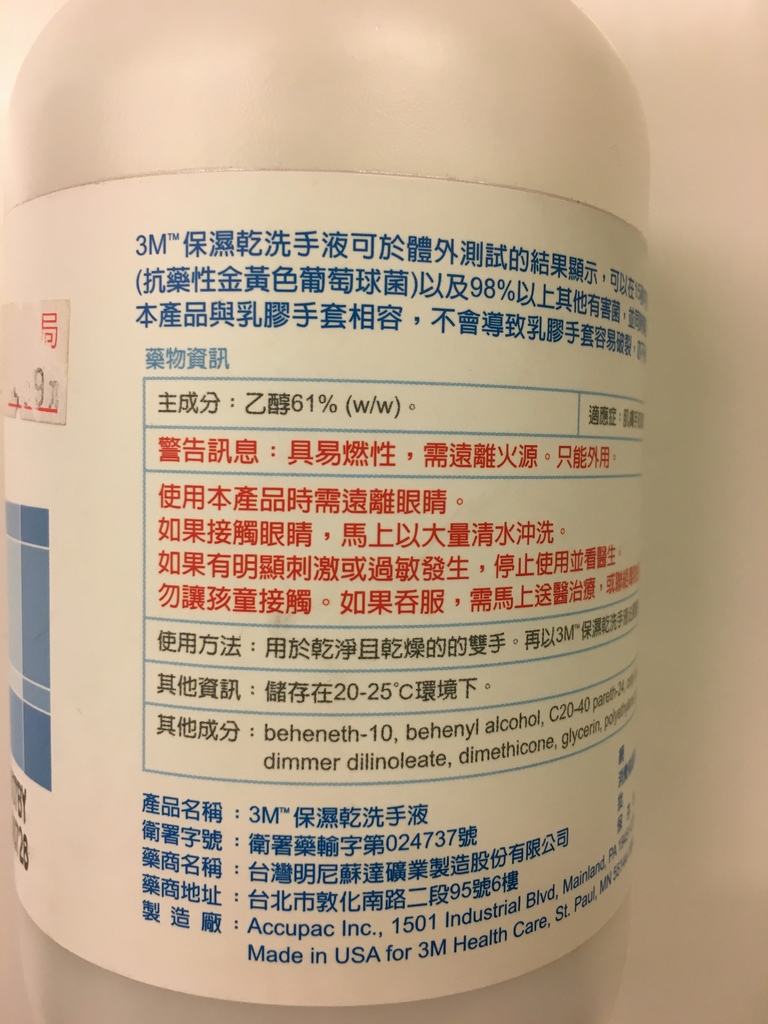 3M™保濕乾洗手液可於體外測試的結果顯示，可以在
(抗藥性金黃色葡萄球菌)以及98%以上其他有害菌，並
本產品與乳膠手套相容，不會導致乳膠手套容易破裂。
局
9
藥物資訊
主成分：乙醇61% (w/w)。
適應症：
警告訊息：具易燃性，需遠離火源。只能外用。
使用本產品時需遠離眼睛。
如果接觸眼睛，馬上以大量清水沖洗。
如果有明顯刺激或過敏發生，停止使用並看醫生。
勿讓孩童接觸。如果吞服，需馬上送醫治療，或
使用方法：用於乾淨且乾燥的的雙手。再以3M™保濕乾洗手液
其他資訊：儲存在20-25℃環境下。
其他成分：beheneth-10, behenyl alcohol, C20-40 pareth-24,
dimmer dilinoleate, dimethicone, glycerin,
產品名稱：3M™保濕乾洗手液
衛署字號：衛署藥輸字第024737號
藥商名稱：台灣明尼蘇達礦業製造股份有限公司
藥商地址：台北市敦化南路二段95號6樓
製造廠：Accupac Inc., 1501 Industrial Blvd, Mainland, PA
Made in USA for 3M Health Care, St. Paul, MN